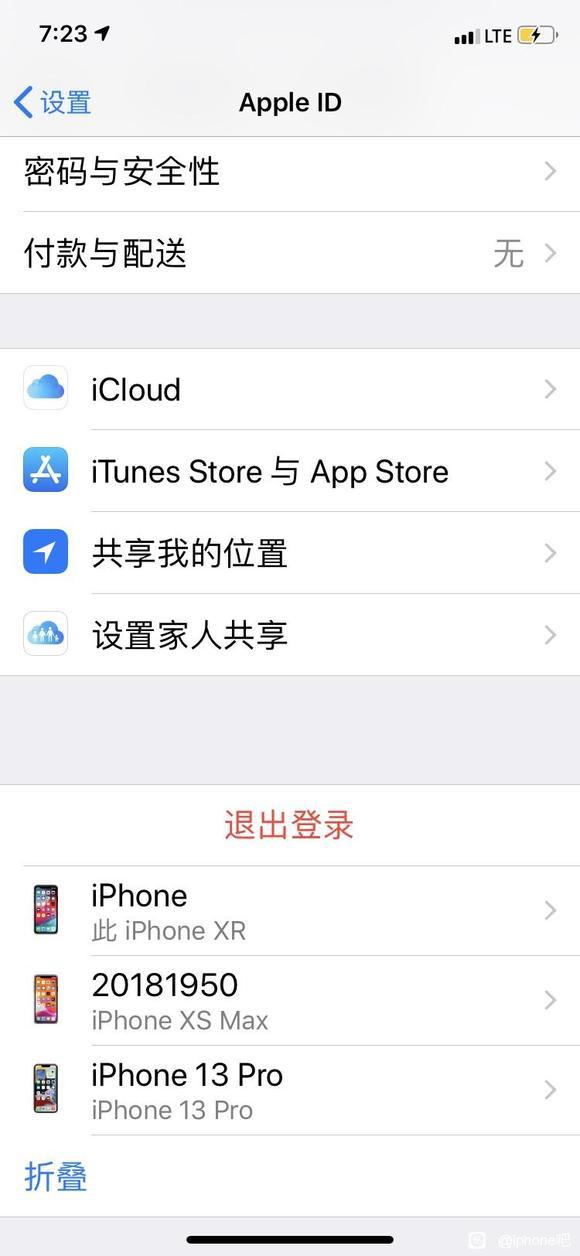 7:23 LTE
设置 Apple ID
密码与安全性
付款与配送 无
iCloud
iTunes Store 与 App Store
共享我的位置
设置家人共享
退出登录
iPhone
此 iPhone XR
20181950
iPhone XS Max
iPhone 13 Pro
iPhone 13 Pro
折叠
@iphone吧